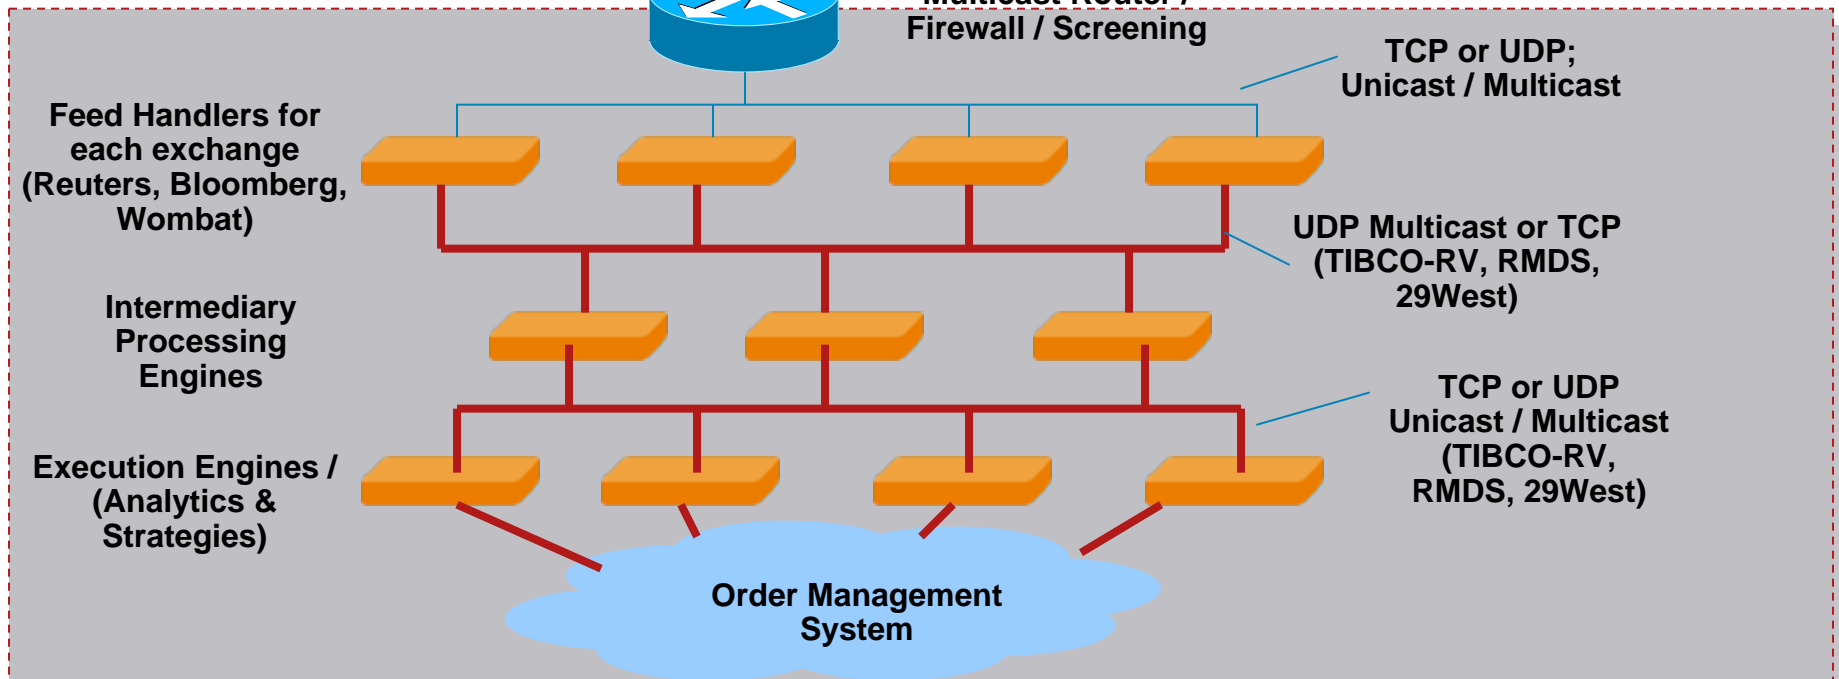 Multicast Router /
Firewall / Screening
TCP or UDP;
Unicast / Multicast
Feed Handlers for
each exchange
(Reuters, Bloomberg,
Wombat)
UDP Multicast or TCP
(TIBCO-RV, RMDS,
29West)
Intermediary
Processing
Engines
TCP or UDP
Unicast / Multicast
(TIBCO-RV,
RMDS, 29West)
Execution Engines /
(Analytics &
Strategies)
Order Management
System